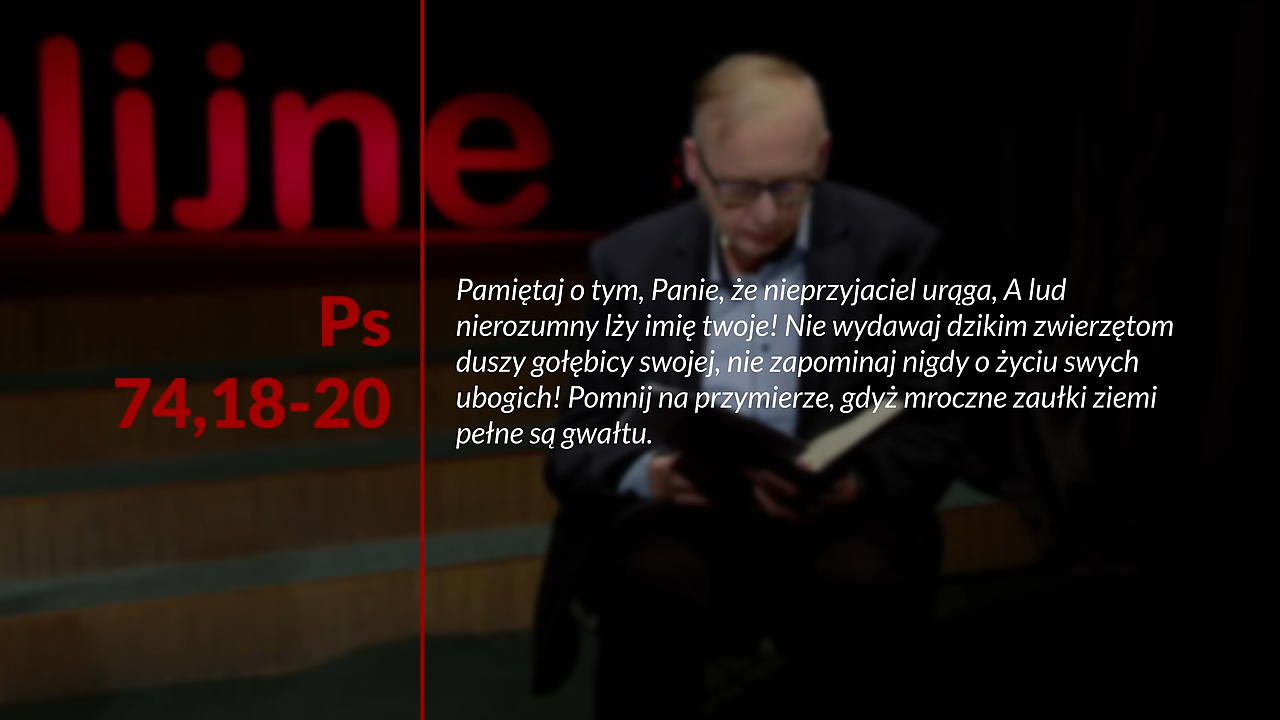 lijne
Ps
74,18-20
Pamiętaj o tym, Panie, że nieprzyjaciel urąga, A lud
nierozumny lży imię twoje! Nie wydawaj dzikim zwierzętom
duszy gołębicy swojej, nie zapominaj nigdy o życiu swych
ubogich! Pomnij na przymierze, gdyż mroczne zaułki ziemi
pełne są gwałtu.